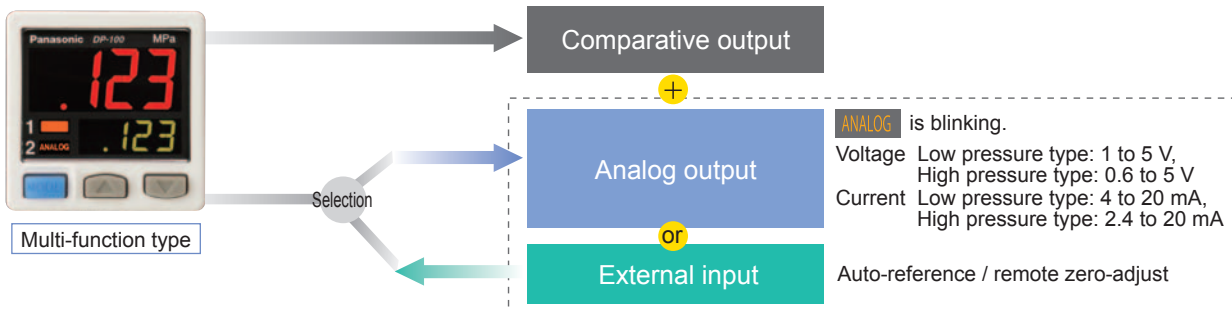 Panasonic DP-100 MPa
.123
1
2 ANALOG .123
Multi-function type
Selection
Comparative output
+
Analog output
or
External input
ANALOG is blinking.
Voltage Low pressure type: 1 to 5 V,
High pressure type: 0.6 to 5 V
Current Low pressure type: 4 to 20 mA,
High pressure type: 2.4 to 20 mA
Auto-reference / remote zero-adjust